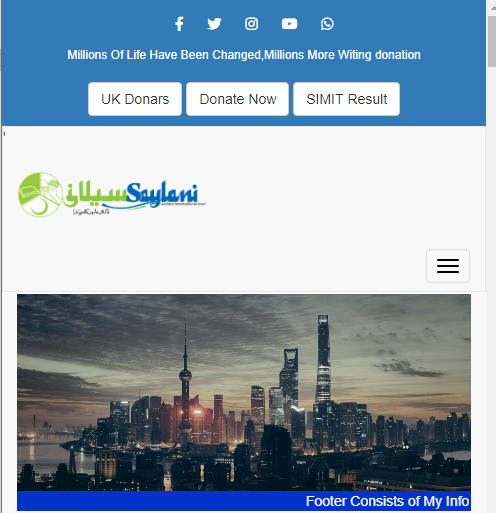 Millions Of Life Have Been Changed,Millions More Witing donation
UK Donars
Donate Now
SIMIT Result
'
سیلانی Saylani
Footer Consists of My Info